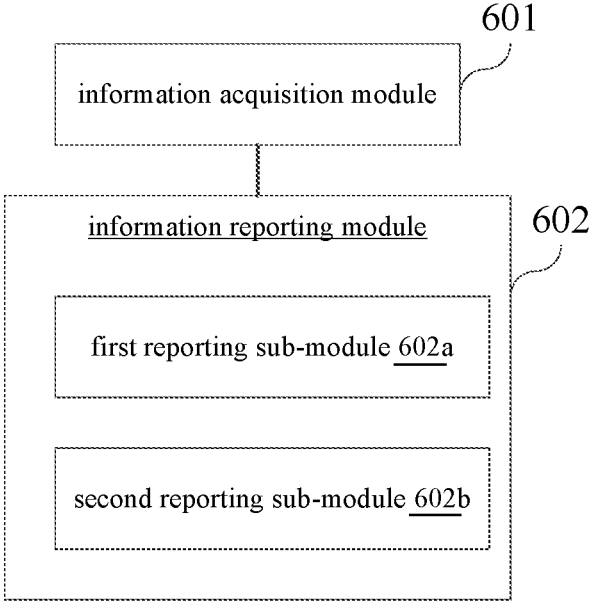 601
information acquisition module
information reporting module
602
first reporting sub-module 602a
second reporting sub-module 602b